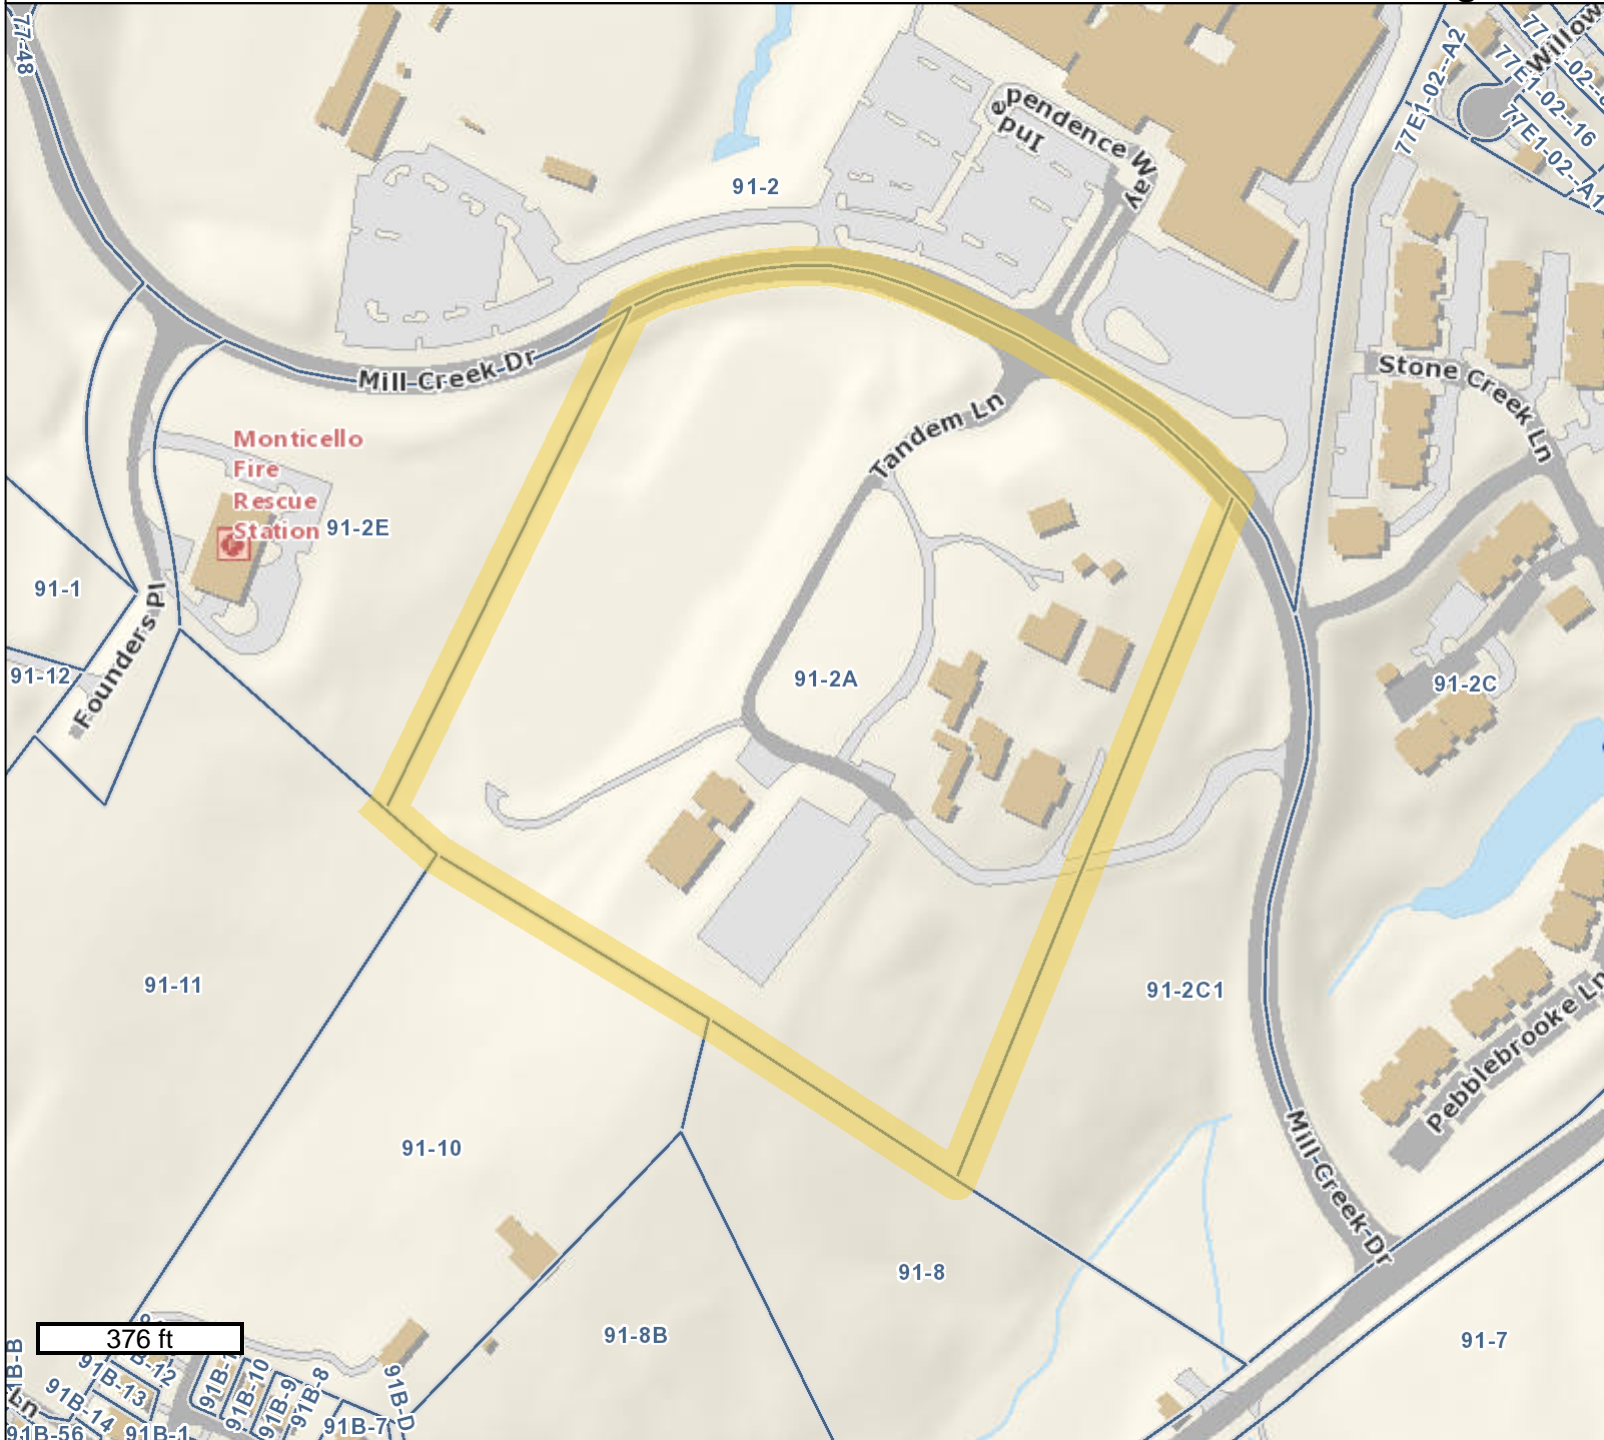 77-48
Willow
77E1-02--A2
77E1-02--16
77E1-02--A1
Independence Way
91-2
Mill Creek Dr
Stone Creek Ln
Tandem Ln
Monticello
Fire
Rescue
Station
91-2E
91-1
Founders Pl
91-12
91-2A
91-2C
91-11
91-2C1
Pebblebrooke Ln
91-10
Mill Creek Dr
91-8
91-8B
91-7
376 ft
91B-13
91B-14
91B-10
91B-9
91B-8
91B-7
91B-D
Ln
91B-56
91B-1